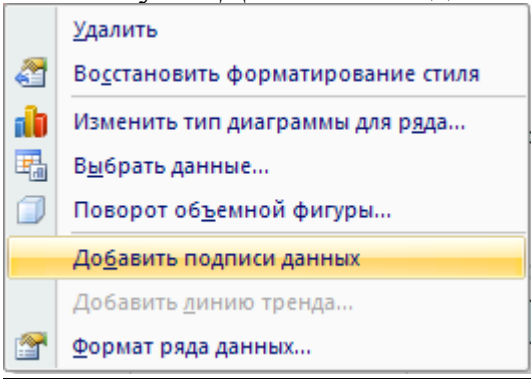 Удалить
Восстановить форматирование стиля
Изменить тип диаграммы для ряда...
Выбрать данные...
Поворот объемной фигуры...
Добавить подписи данных
Добавить линию тренда...
Формат ряда данных...